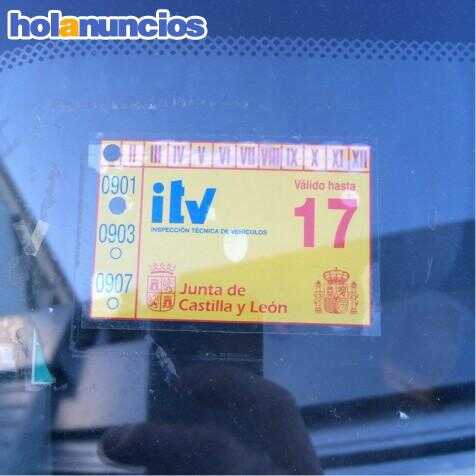 holanuncios
II III IV V VI VII VIII IX X XI XII
0901
itv
Válido hasta
17
INSPECCIÓN TÉCNICA DE VEHÍCULOS
0903
0907
Junta de
Castilla y León